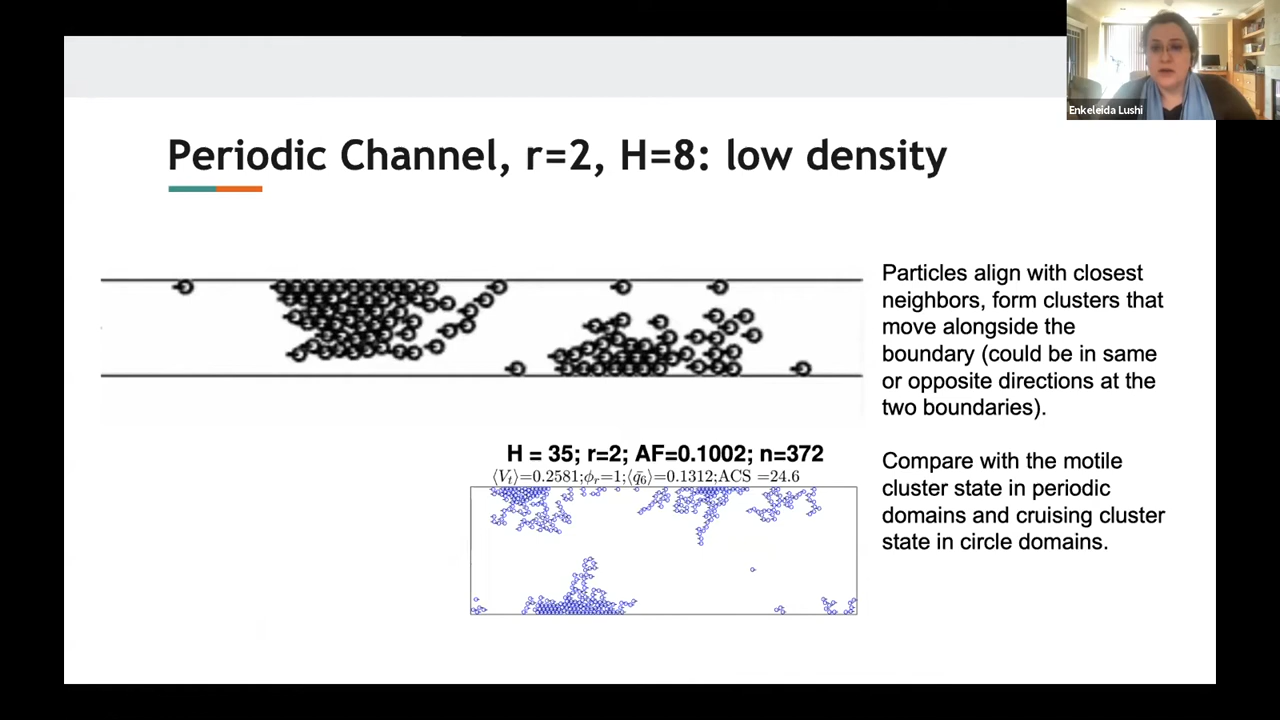 Enkeleida Lushi
Periodic Channel, r=2, H=8: low density
Particles align with closest
neighbors, form clusters that
move alongside the
boundary (could be in same
or opposite directions at the
two boundaries).
Compare with the motile
cluster state in periodic
domains and cruising cluster
state in circle domains.
H = 35; r=2; AF=0.1002; n=372
⟨V_t⟩=0.2581;ϕ_r=1;⟨q̄_6⟩=0.1312;ACS =24.6